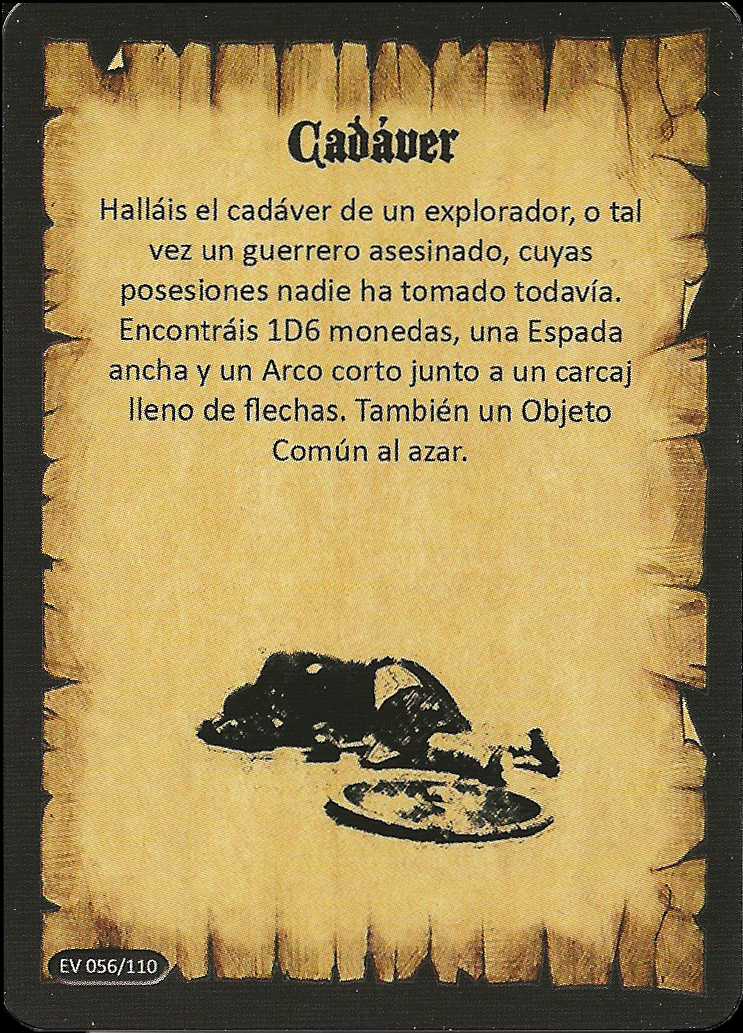 Cadáver
Halláis el cadáver de un explorador, o tal
vez un guerrero asesinado, cuyas
posesiones nadie ha tomado todavía.
Encontráis 1D6 monedas, una Espada
ancha y un Arco corto junto a un carcaj
lleno de flechas. También un Objeto
Común al azar.
EV 056/110